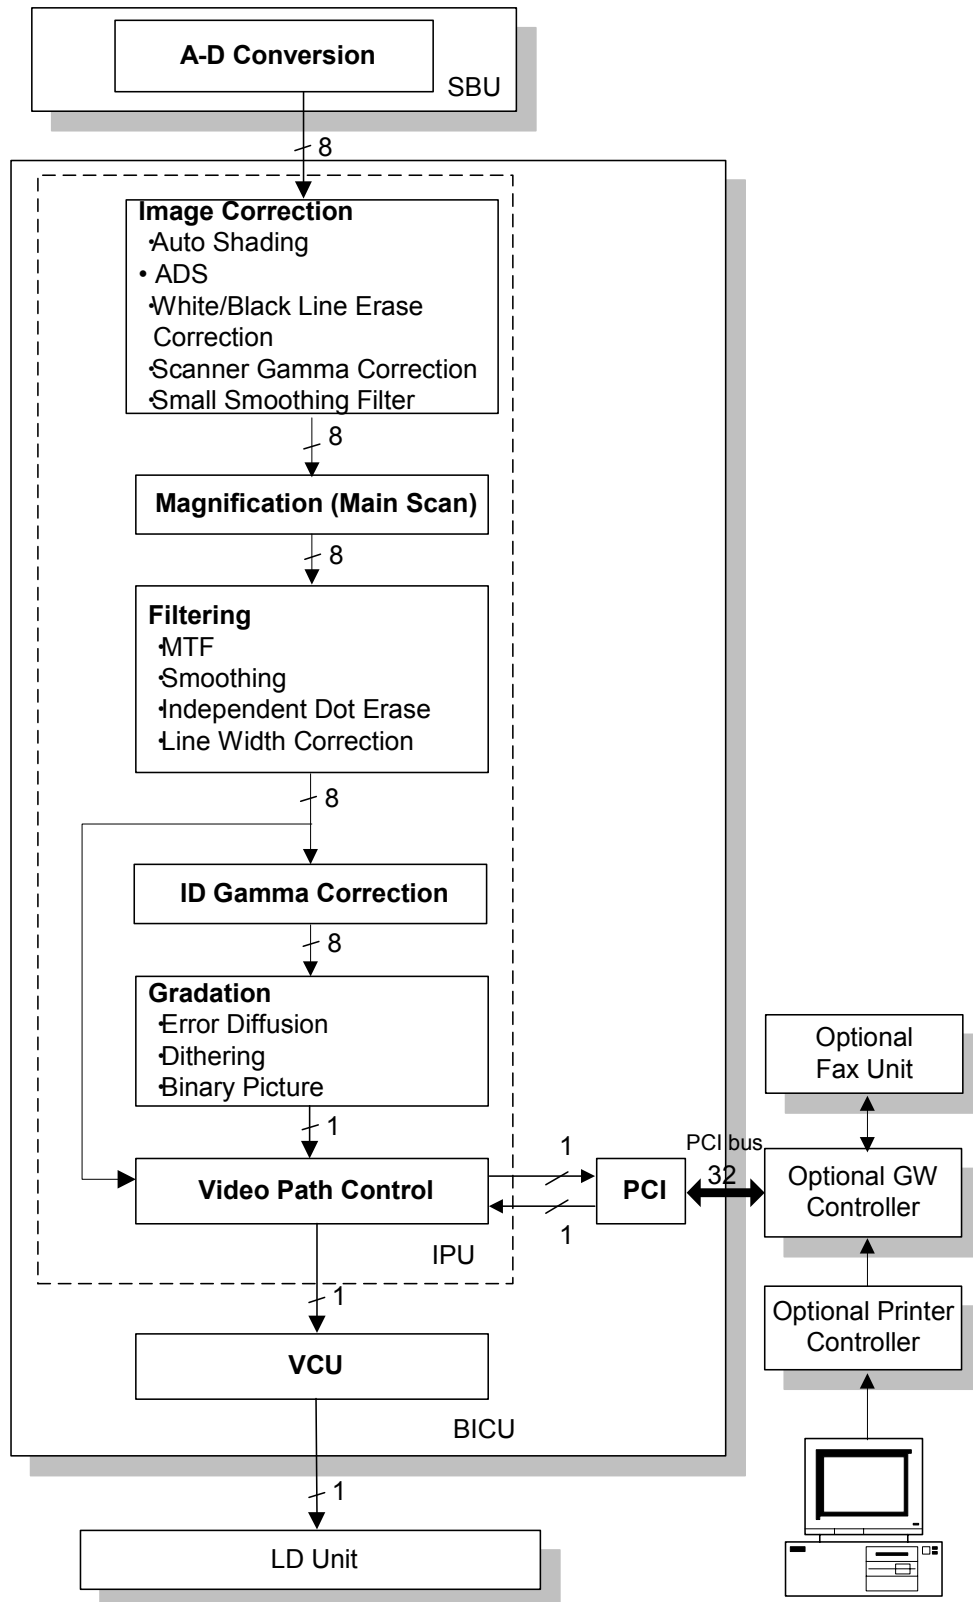 A-D Conversion
SBU
8
Image Correction
·Auto Shading
• ADS
·White/Black Line Erase
Correction
·Scanner Gamma Correction
·Small Smoothing Filter
8
Magnification (Main Scan)
8
Filtering
·MTF
·Smoothing
·Independent Dot Erase
·Line Width Correction
8
ID Gamma Correction
8
Gradation
·Error Diffusion
·Dithering
·Binary Picture
1
Video Path Control
IPU
1
1
PCI
PCI bus
32
Optional
Fax Unit
Optional GW
Controller
Optional Printer
Controller
1
VCU
BICU
1
LD Unit